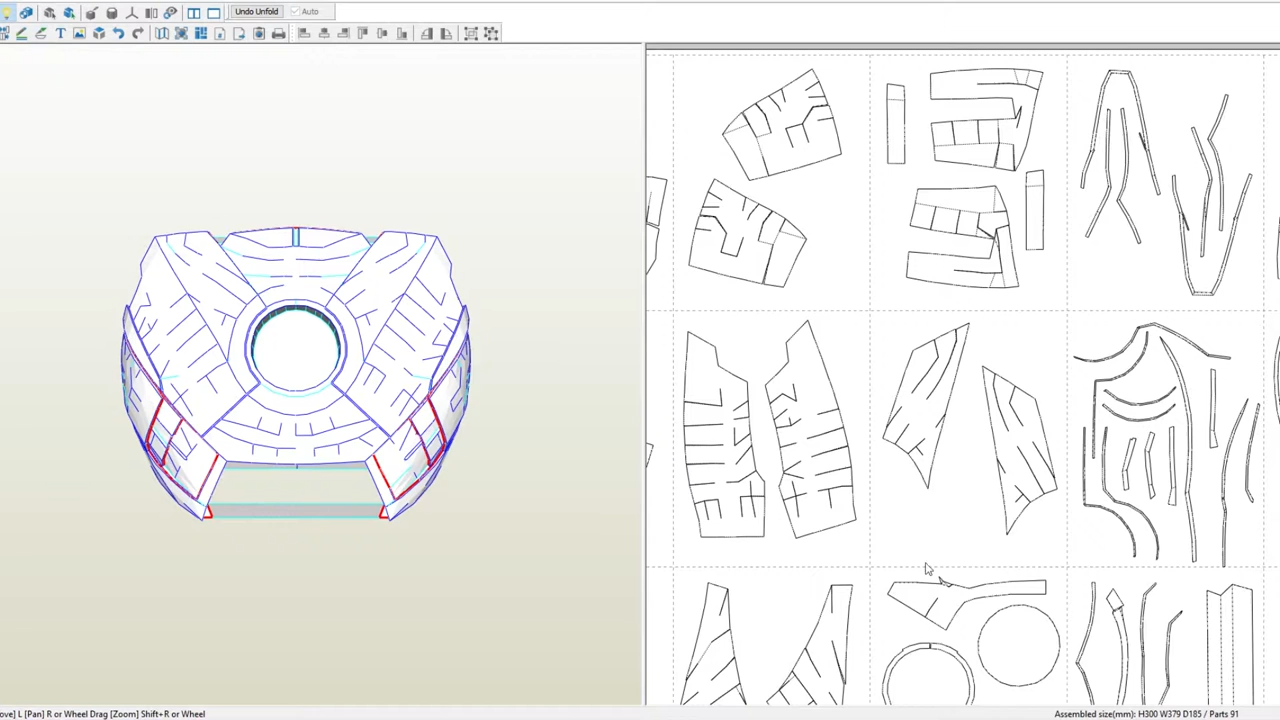 Undo Unfold
Auto
ove] L [Pan] R or Wheel Drag [Zoom] Shift+R or Wheel
Assembled size(mm): H300 W379 D185 / Parts 91